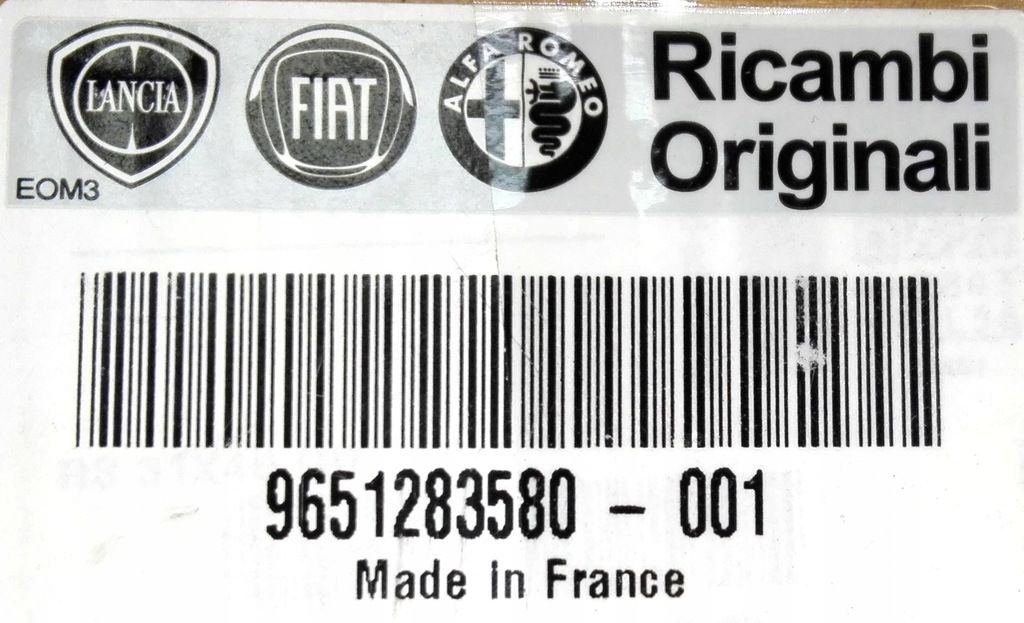 LANCIA
FIAT
ALFA ROMEO
Ricambi
Originali
EOM3
9651283580 - 001
Made In France